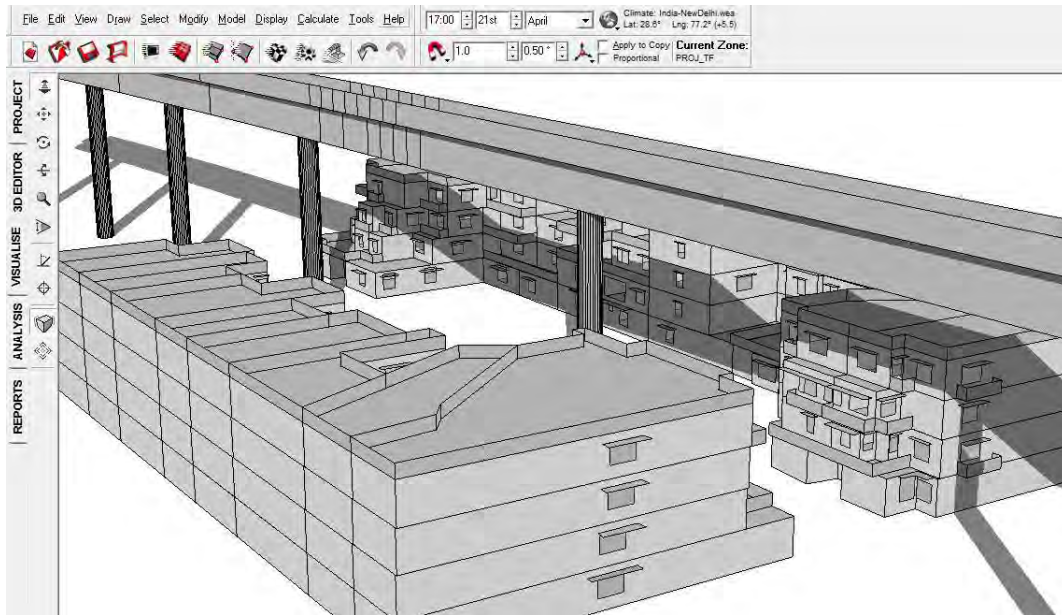 File Edit View Draw Select Modify Model Display Calculate Tools Help
17:00 21st April
Climate: India-NewDelhi.wea
Lat: 28.6° Lng: 77.2° (+5.5)
1.0 0.50 °
Apply to Copy
Proportional
Current Zone:
PROJ_TF
PROJECT
3D EDITOR
VISUALISE
ANALYSIS
REPORTS